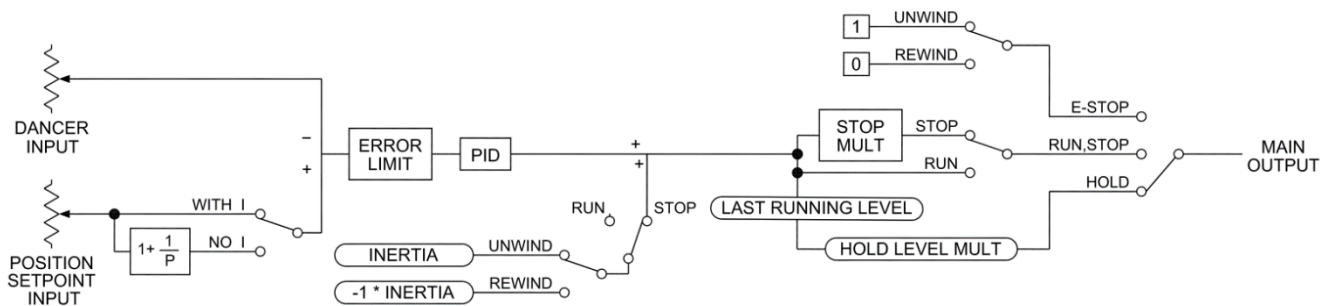 1
UNWIND
0
REWIND
DANCER
INPUT
E-STOP
−
+
ERROR
LIMIT
PID
+
+
STOP
MULT
STOP
RUN,STOP
MAIN
OUTPUT
RUN
HOLD
WITH I
LAST RUNNING LEVEL
RUN
STOP
1+ 1/P
NO I
HOLD LEVEL MULT
POSITION
SETPOINT
INPUT
INERTIA
UNWIND
-1 * INERTIA
REWIND